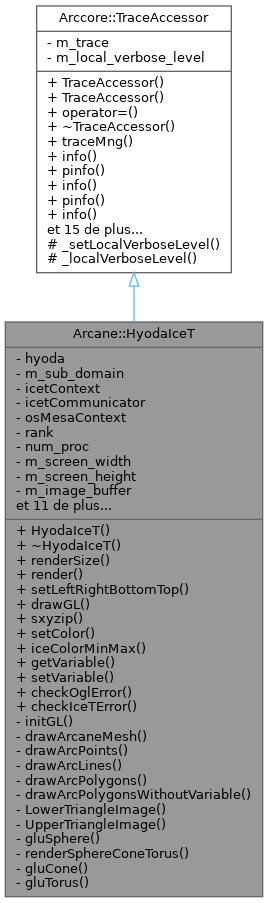 Arccore::TraceAccessor
- m_trace
- m_local_verbose_level
+ TraceAccessor()
+ TraceAccessor()
+ operator=()
+ ~TraceAccessor()
+ traceMng()
+ info()
+ pinfo()
+ info()
+ pinfo()
+ info()
et 15 de plus...
# _setLocalVerboseLevel()
# _localVerboseLevel()
Arcane::HyodaIceT
- hyoda
- m_sub_domain
- icetContext
- icetCommunicator
- osMesaContext
- rank
- num_proc
- m_screen_width
- m_screen_height
- m_image_buffer
et 11 de plus...
+ HyodaIceT()
+ ~HyodaIceT()
+ renderSize()
+ render()
+ setLeftRightBottomTop()
+ drawGL()
+ sxyzip()
+ setColor()
+ iceColorMinMax()
+ getVariable()
+ setVariable()
+ checkOglError()
+ checkIceTError()
- initGL()
- drawArcaneMesh()
- drawArcPoints()
- drawArcLines()
- drawArcPolygons()
- drawArcPolygonsWithoutVariable()
- LowerTriangleImage()
- UpperTriangleImage()
- gluSphere()
- renderSphereConeTorus()
- gluCone()
- gluTorus()